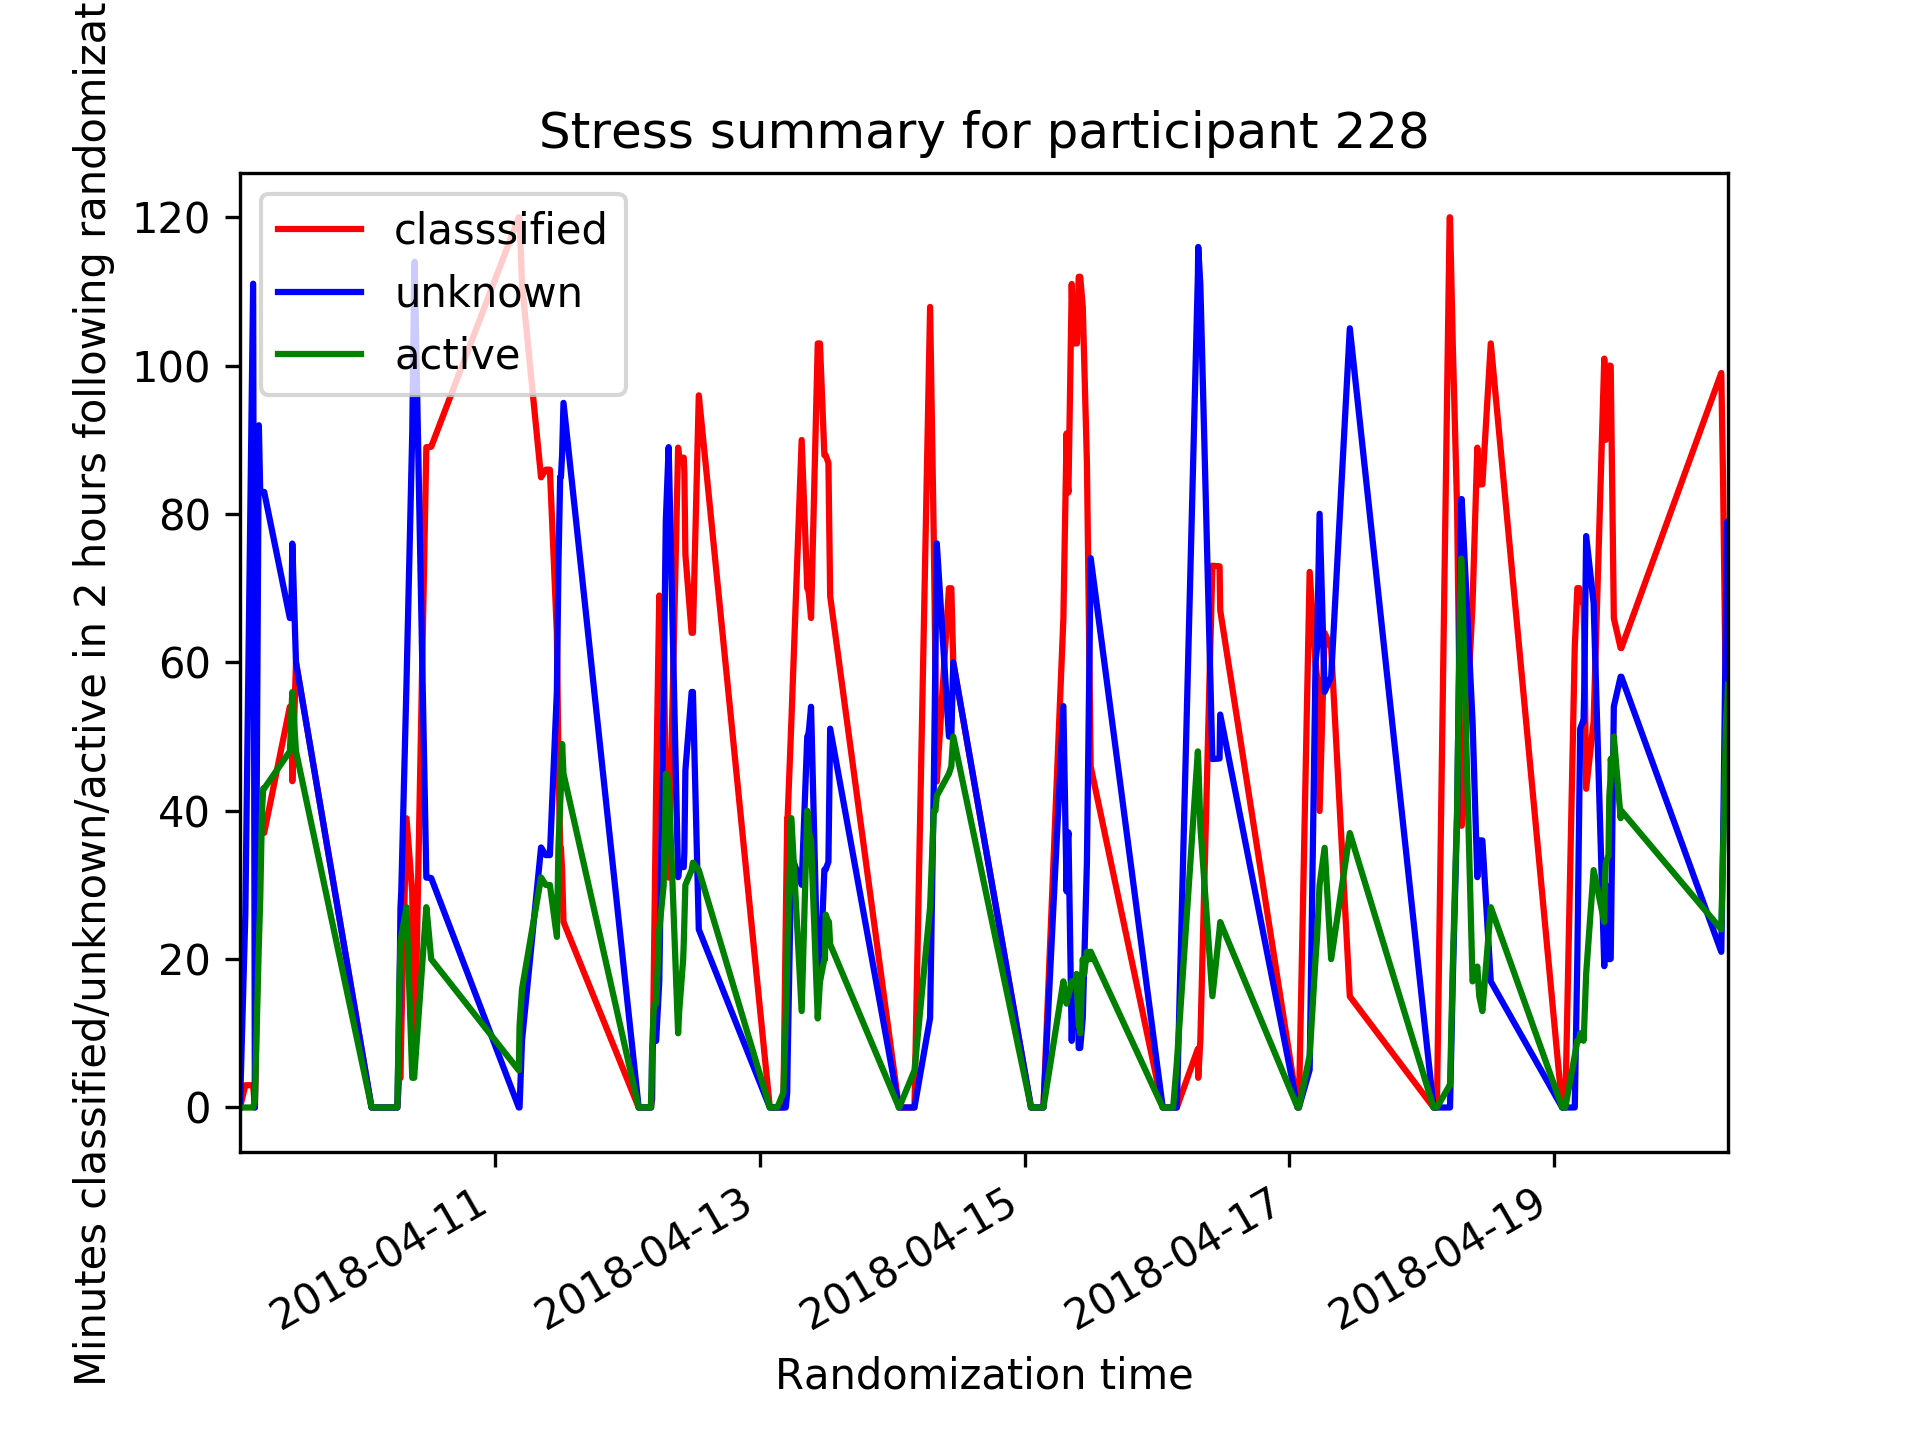 Stress summary for participant 228
Minutes classified/unknown/active in 2 hours following randomizat
120
100
80
60
40
20
0
classsified
unknown
active
2018-04-11
2018-04-13
2018-04-15
2018-04-17
2018-04-19
Randomization time